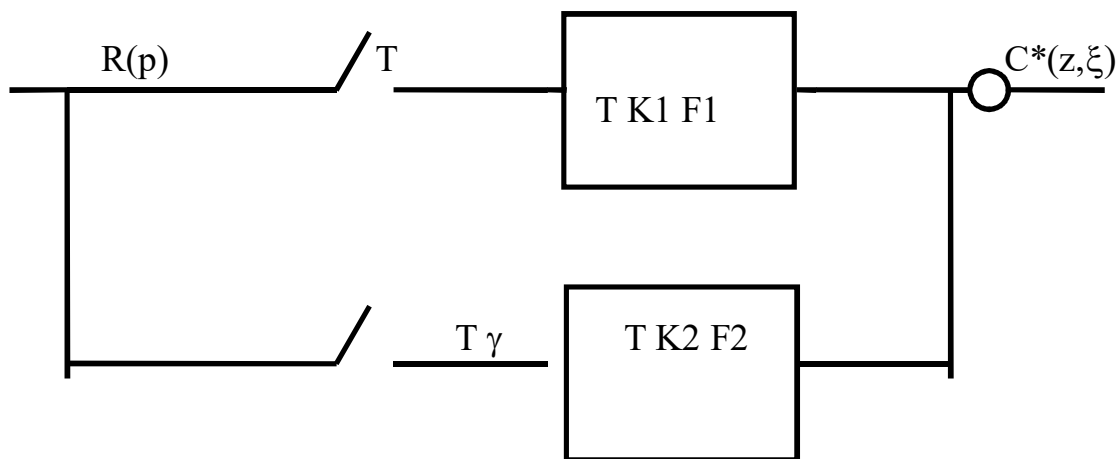 R(p)
T
C*(z,ξ)
T K1 F1
T γ
T K2 F2